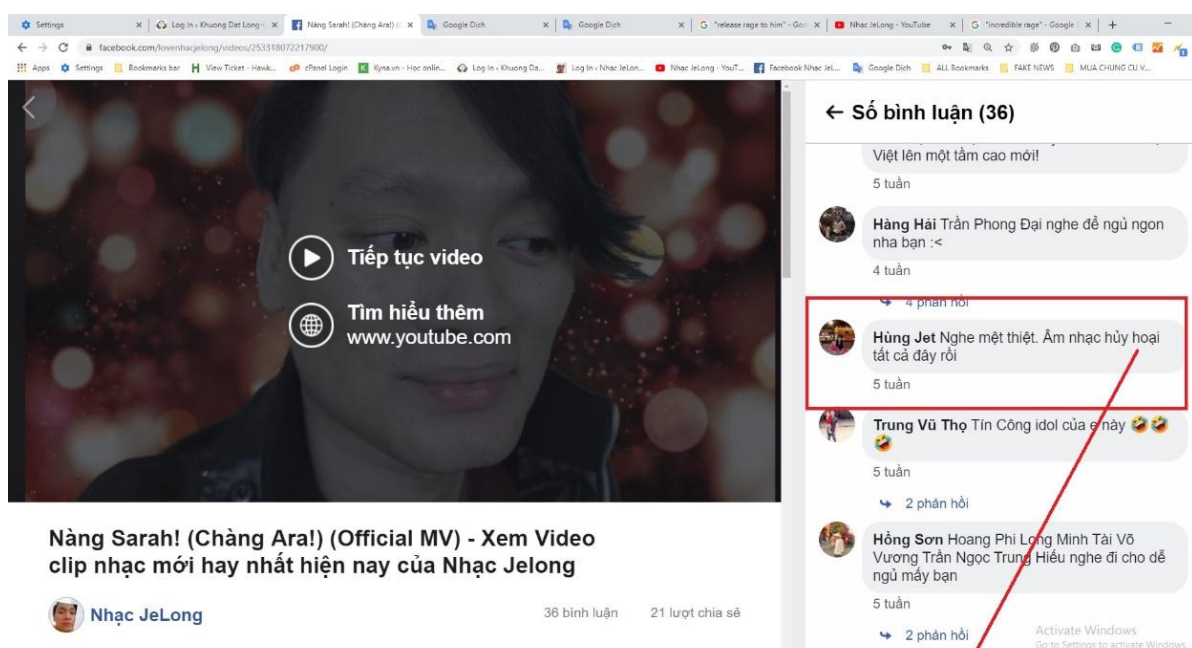 Settings
Log In ‹ Khuong Dat Long-
Nàng Sarah! (Chàng Ara!) (
Google Dịch
Google Dịch
"release rage to him" - Goo
Nhạc JeLong - YouTube
"incredible rage" - Google
facebook.com/lovenhacjelong/videos/253318072217900/
Apps
Settings
Bookmarks bar
View Ticket - Hawk...
cPanel Login
Kyna.vn - Học onlin...
Log In ‹ Khuong Da...
Log In ‹ Nhac JeLon...
Nhạc JeLong - YouT...
Facebook Nhạc JeL...
Google Dịch
ALL Bookmarks
FAKE NEWS
MUA CHUNG CU V...
Tiếp tục video
Tìm hiểu thêm
www.youtube.com
Nàng Sarah! (Chàng Ara!) (Official MV) - Xem Video
clip nhạc mới hay nhất hiện nay của Nhạc Jelong
Nhạc JeLong
36 bình luận
21 lượt chia sẻ
← Số bình luận (36)
Việt lên một tầm cao mới!
5 tuần
Hàng Hải Trần Phong Đại nghe để ngủ ngon
nha bạn :<
4 tuần
4 phản hồi
Hùng Jet Nghe mệt thiệt. Âm nhạc hủy hoại
tất cả đây rồi
5 tuần
Trung Vũ Thọ Tín Công idol của e này 🤣🤣
🤣
5 tuần
2 phản hồi
Hồng Sơn Hoang Phi Long Minh Tài Võ
Vương Trần Ngọc Trung Hiếu nghe đi cho dễ
ngủ mấy bạn
5 tuần
2 phản hồi
Activate Windows
Go to Settings to activate Windows.